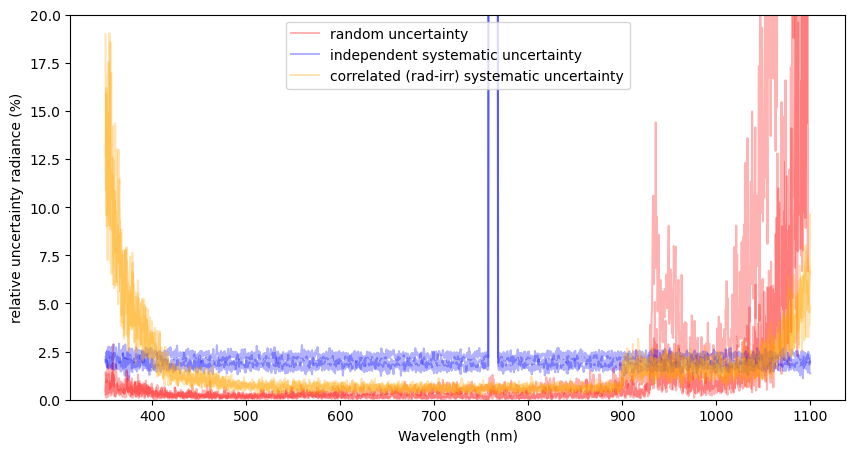 20.0
17.5
15.0
12.5
10.0
7.5
5.0
2.5
0.0
relative uncertainty radiance (%)
random uncertainty
independent systematic uncertainty
correlated (rad-irr) systematic uncertainty
400 500 600 700 800 900 1000 1100
Wavelength (nm)